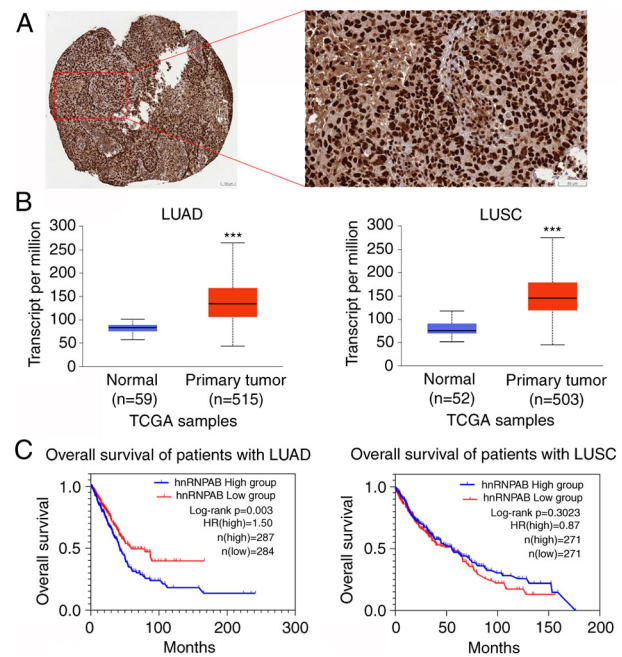 A
B
LUAD
Transcript per million
300
250
200
150
100
50
0
***
Normal
(n=59)
Primary tumor
(n=515)
TCGA samples
LUSC
Transcript per million
300
250
200
150
100
50
0
***
Normal
(n=52)
Primary tumor
(n=503)
TCGA samples
C
Overall survival of patients with LUAD
Overall survival
1.0
0.5
0.0
hnRNPAB High group
hnRNPAB Low group
Log-rank p=0.003
HR(high)=1.50
n(high)=287
n(low)=284
0
100
200
300
Months
Overall survival of patients with LUSC
Overall survival
1.0
0.5
0.0
hnRNPAB High group
hnRNPAB Low group
Log-rank p=0.3023
HR(high)=0.87
n(high)=271
n(low)=271
0
50
100
150
200
Months